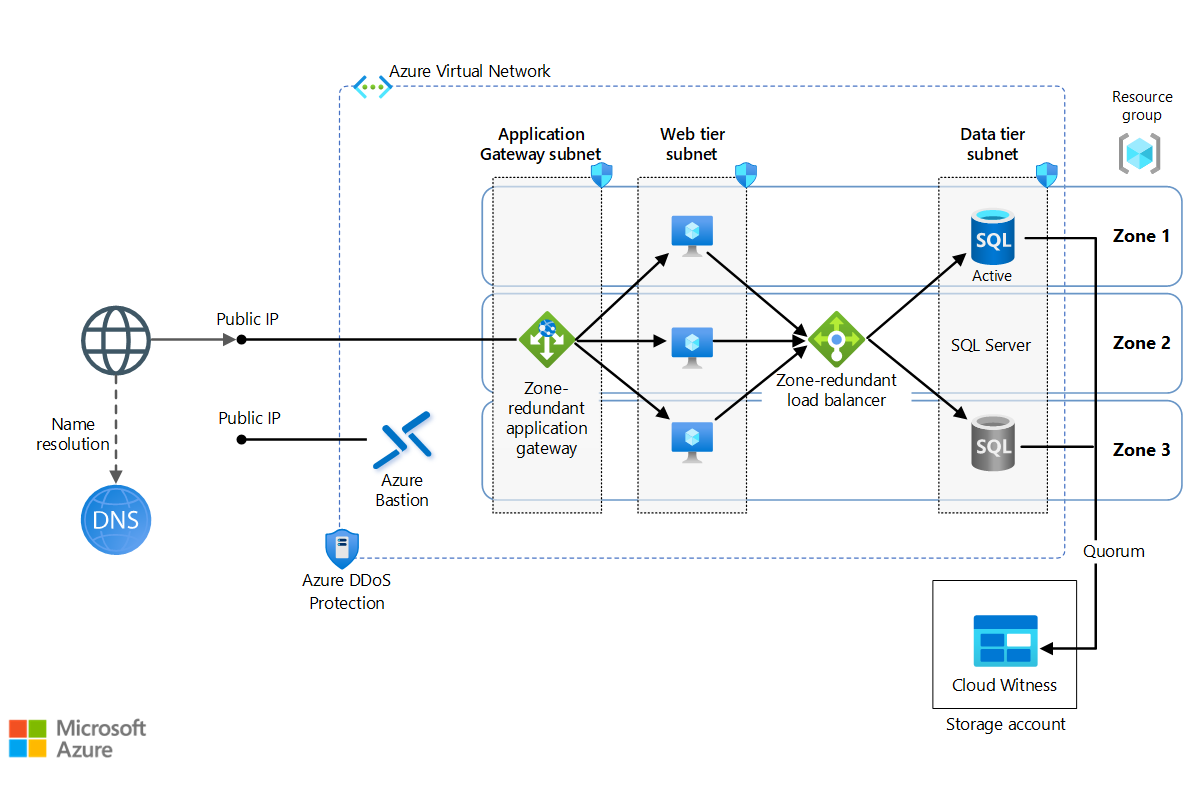 Azure Virtual Network
Resource
group
Application
Gateway subnet
Web tier
subnet
Data tier
subnet
SQL
Active
Zone 1
Public IP
SQL Server
Zone 2
Zone-redundant
load balancer
Zone-
redundant
application
gateway
Public IP
Name
resolution
SQL
Zone 3
Azure
Bastion
DNS
Quorum
Azure DDoS
Protection
Cloud Witness
Storage account
Microsoft
Azure